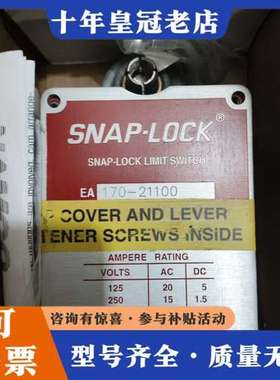 十年皇冠老店
SNAP-LOCK®
SNAP-LOCK LIMIT SWITCH
EA 170-21100
COVER AND LEVER
TENER SCREWS INSIDE
AMPERE RATING
VOLTS AC DC
125 20 5
250 15 1.5
咨询有惊喜·参与补贴活动
票 型号齐全·质量无忧